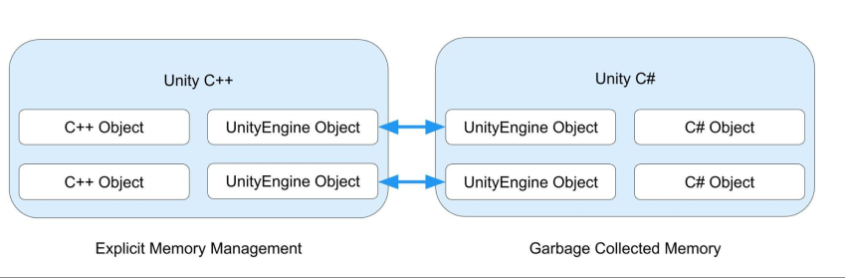 Unity C++
Unity C#
C++ Object
UnityEngine Object
UnityEngine Object
C# Object
C++ Object
UnityEngine Object
UnityEngine Object
C# Object
Explicit Memory Management
Garbage Collected Memory